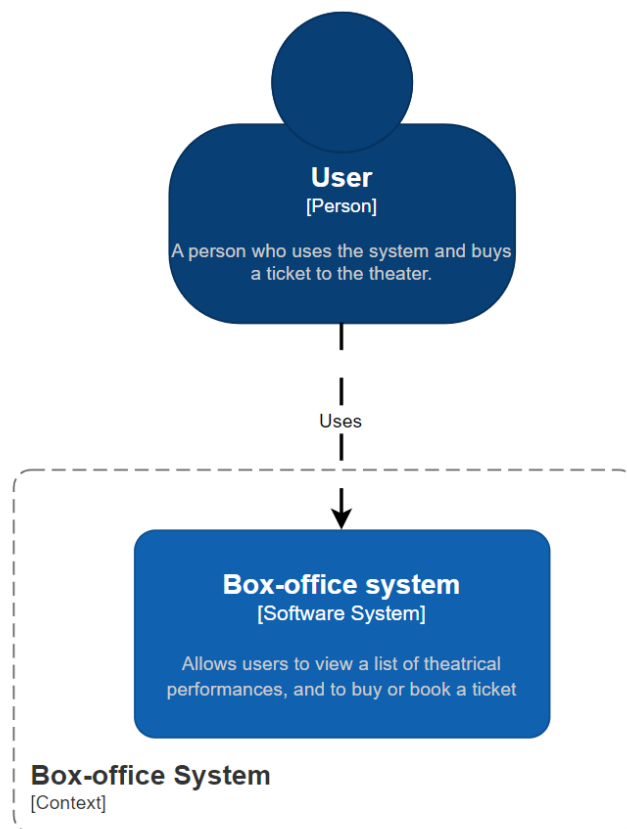 User
[Person]
A person who uses the system and buys
a ticket to the theater.
Uses
Box-office system
[Software System]
Allows users to view a list of theatrical
performances, and to buy or book a ticket
Box-office System
[Context]